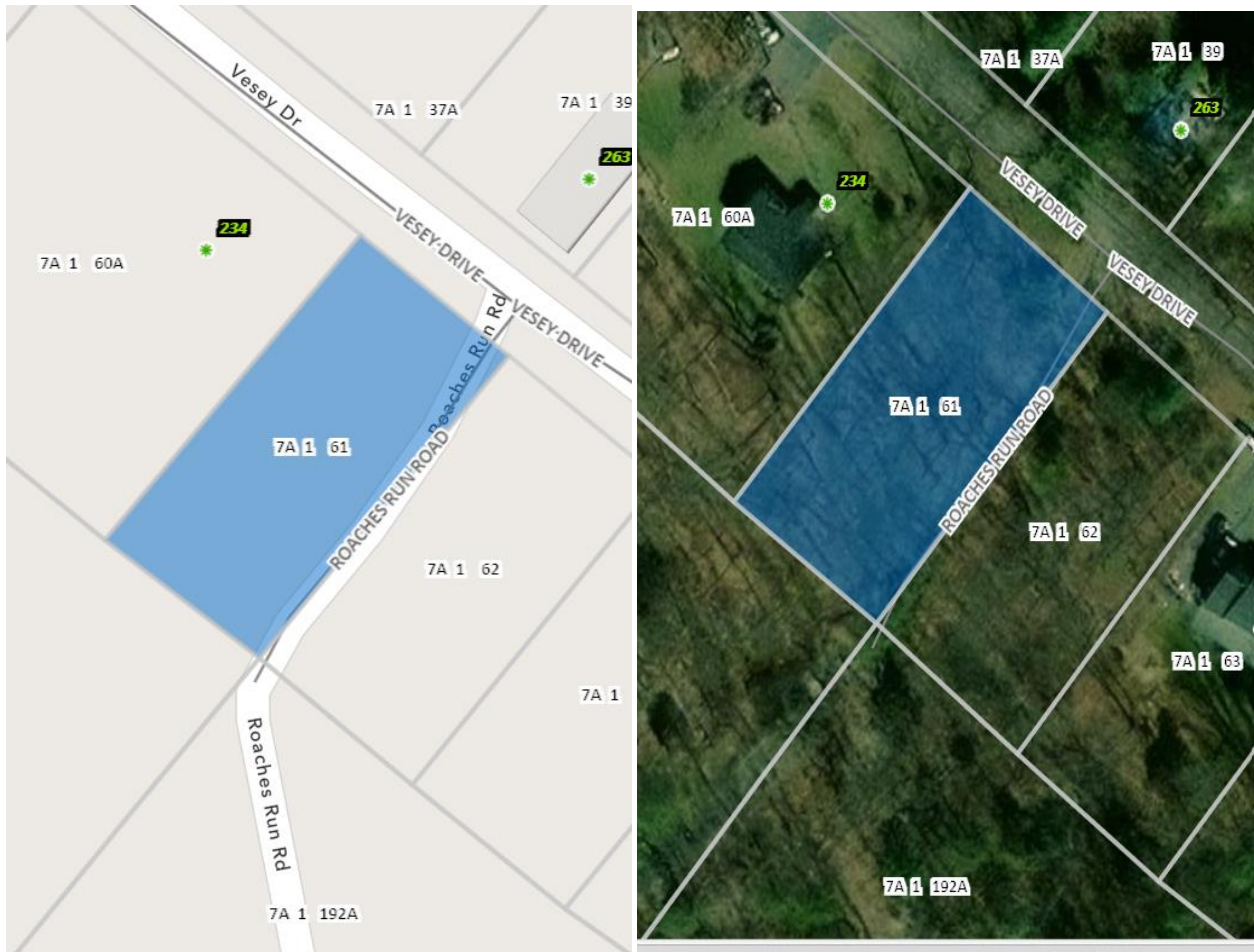 Vesey Dr
7A 1 37A
7A 1 39
263
VESEY DRIVE
234
7A 1 60A
VESEY DRIVE
Roaches Run Rd
7A 1 61
ROACHES RUN ROAD
7A 1 62
7A 1
Roaches Run Rd
7A 1 192A
7A 1 37A
7A 1 39
263
234
VESEY DRIVE
7A 1 60A
VESEY DRIVE
7A 1 61
ROACHES RUN ROAD
7A 1 62
7A 1 63
7A 1 192A